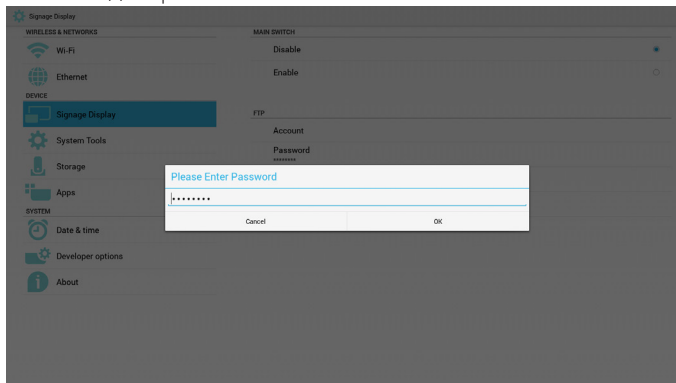 Signage Display
WIRELESS & NETWORKS
Wi-Fi
Ethernet
DEVICE
Signage Display
System Tools
Storage
Apps
SYSTEM
Date & time
Developer options
About
MAIN SWITCH
Disable
Enable
FTP
Account
Password
********
Please Enter Password
••••••••
Cancel
OK